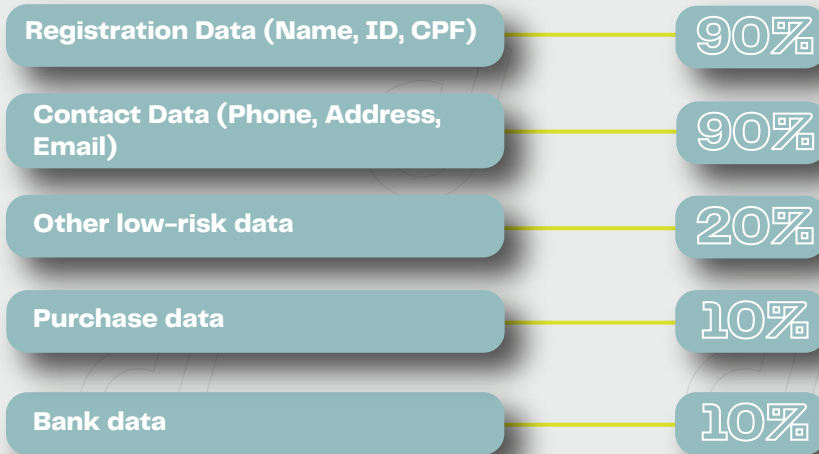 Registration Data (Name, ID, CPF)
90%
Contact Data (Phone, Address,
Email)
90%
Other low-risk data
20%
Purchase data
10%
Bank data
10%